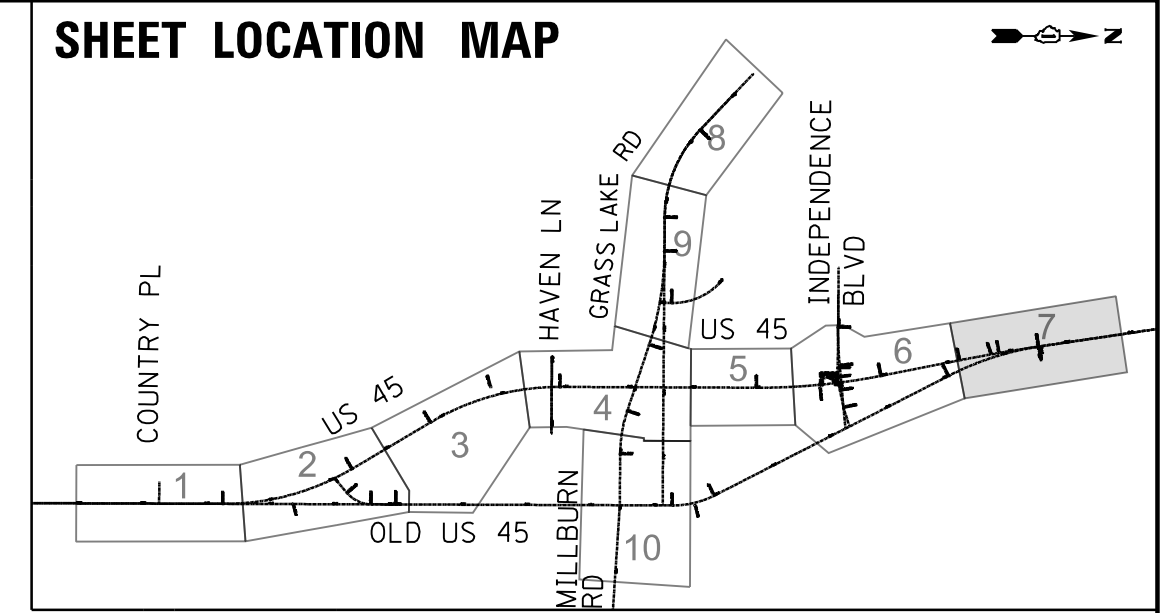 SHEET LOCATION MAP
N
COUNTRY PL
US 45
HAVEN LN
GRASS LAKE RD
INDEPENDENCE
BLVD
US 45
OLD US 45
MILLBURN
RD
1
2
3
4
5
6
7
8
9
10